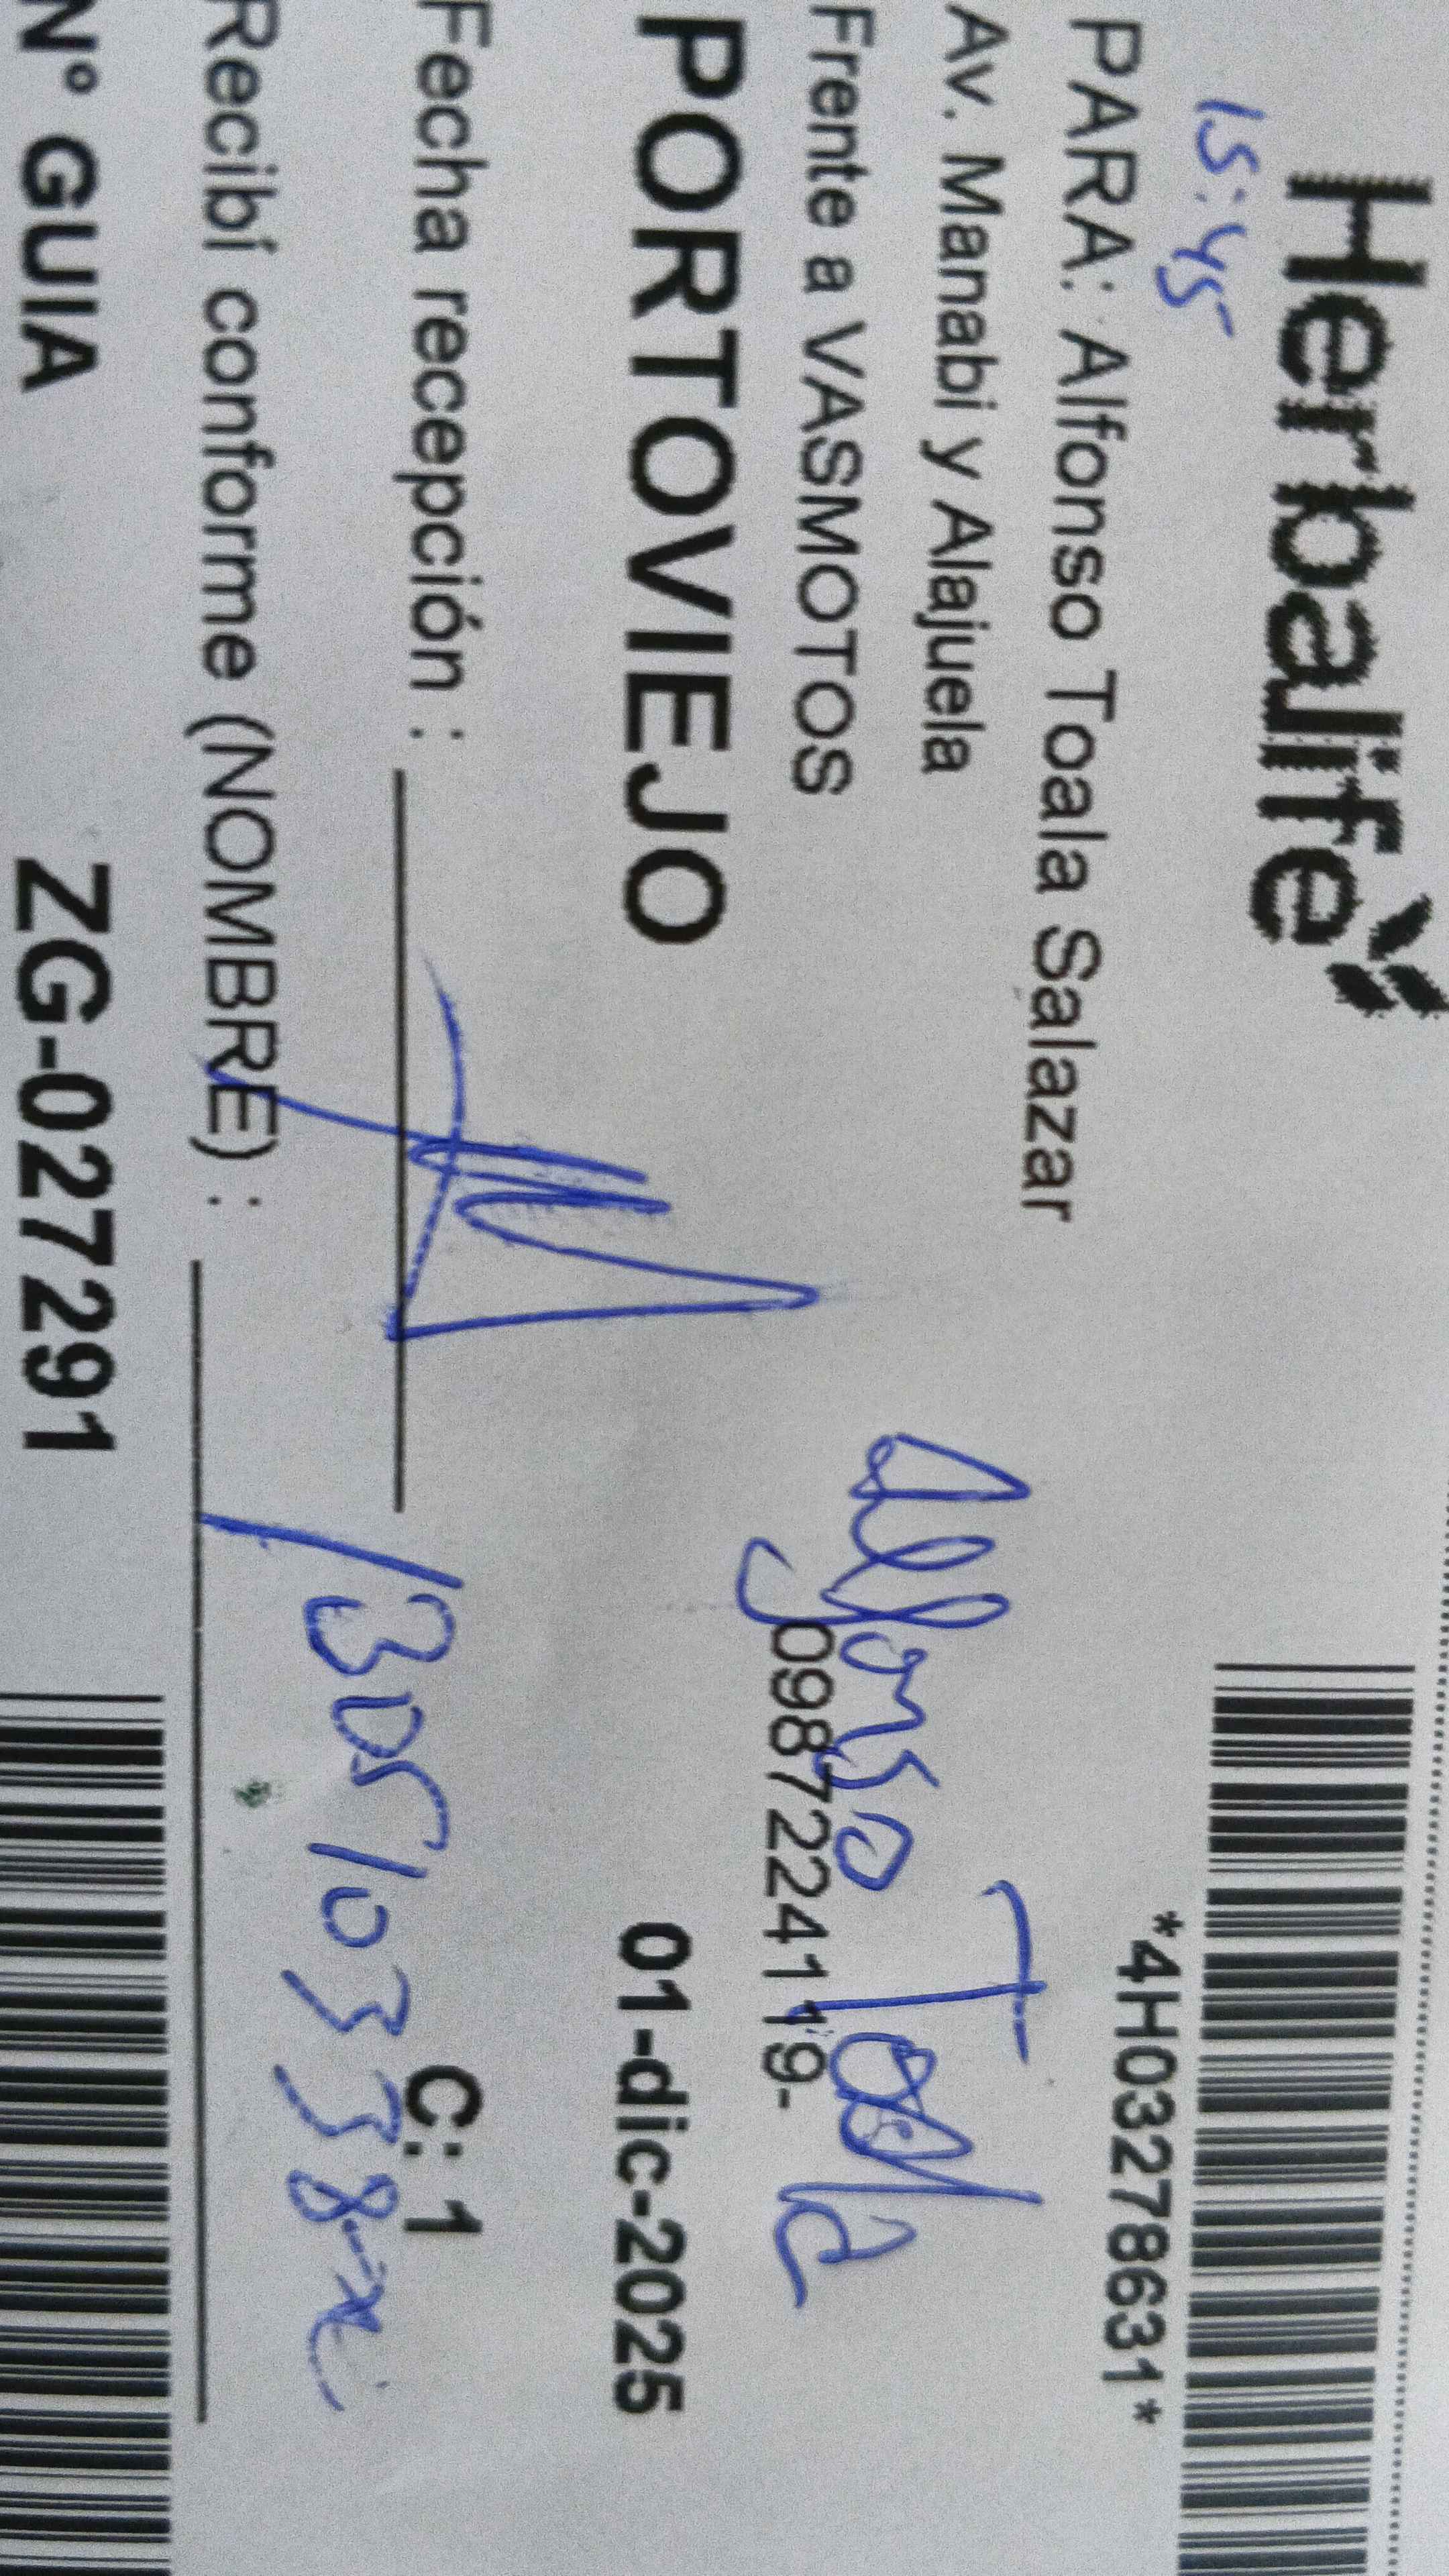 Herbalife
*4H03278631*
15:45
PARA: Alfonso Toala Salazar
Av. Manabi y Alajuela
Alfonso Toala
Frente a VASMOTOS
0987224119-
PORTOVIEJO
01-dic-2025
Fecha recepción :
C: 1
Recibí conforme (NOMBRE) :
N° GUIA
ZG-027291